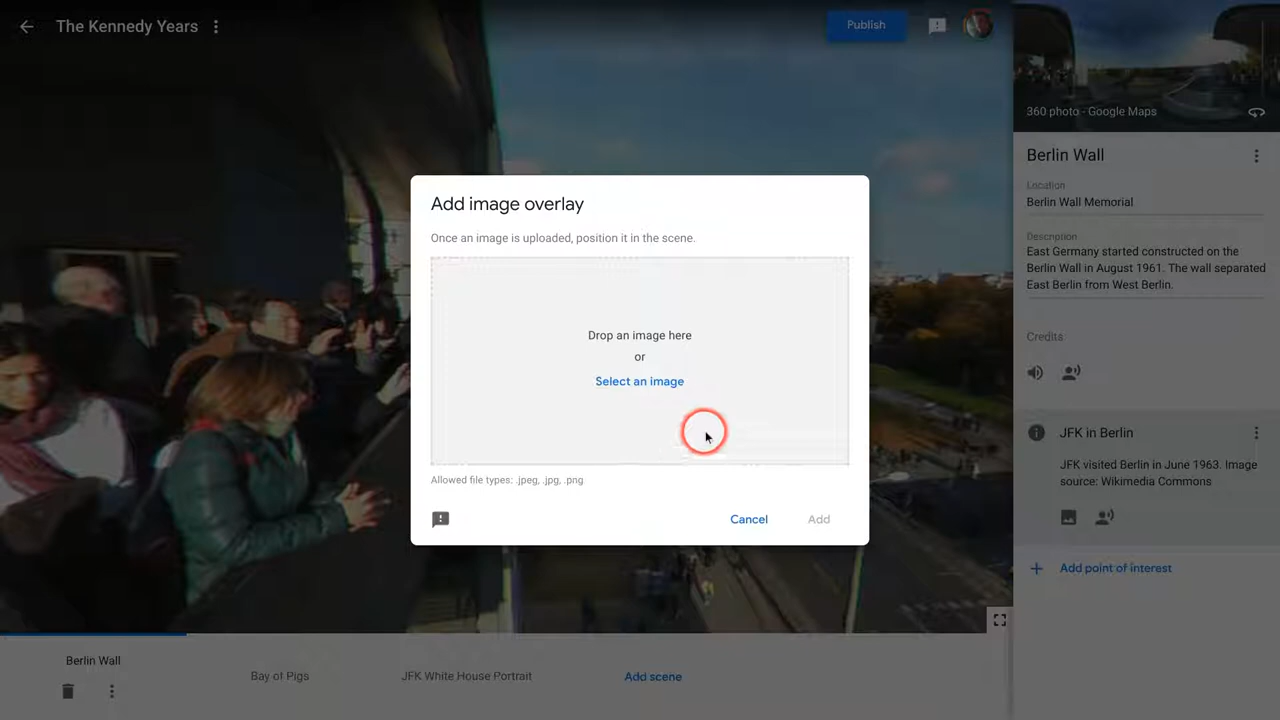 The Kennedy Years
Publish
360 photo - Google Maps
Berlin Wall
Location
Berlin Wall Memorial
Description
East Germany started constructed on the
Berlin Wall in August 1961. The wall separated
East Berlin from West Berlin.
Credits
JFK in Berlin
JFK visited Berlin in June 1963. Image
source: Wikimedia Commons
Add point of interest
Add image overlay
Once an image is uploaded, position it in the scene.
Drop an image here
or
Select an image
Allowed file types: .jpeg, .jpg, .png
Cancel
Add
Berlin Wall
Bay of Pigs
JFK White House Portrait
Add scene